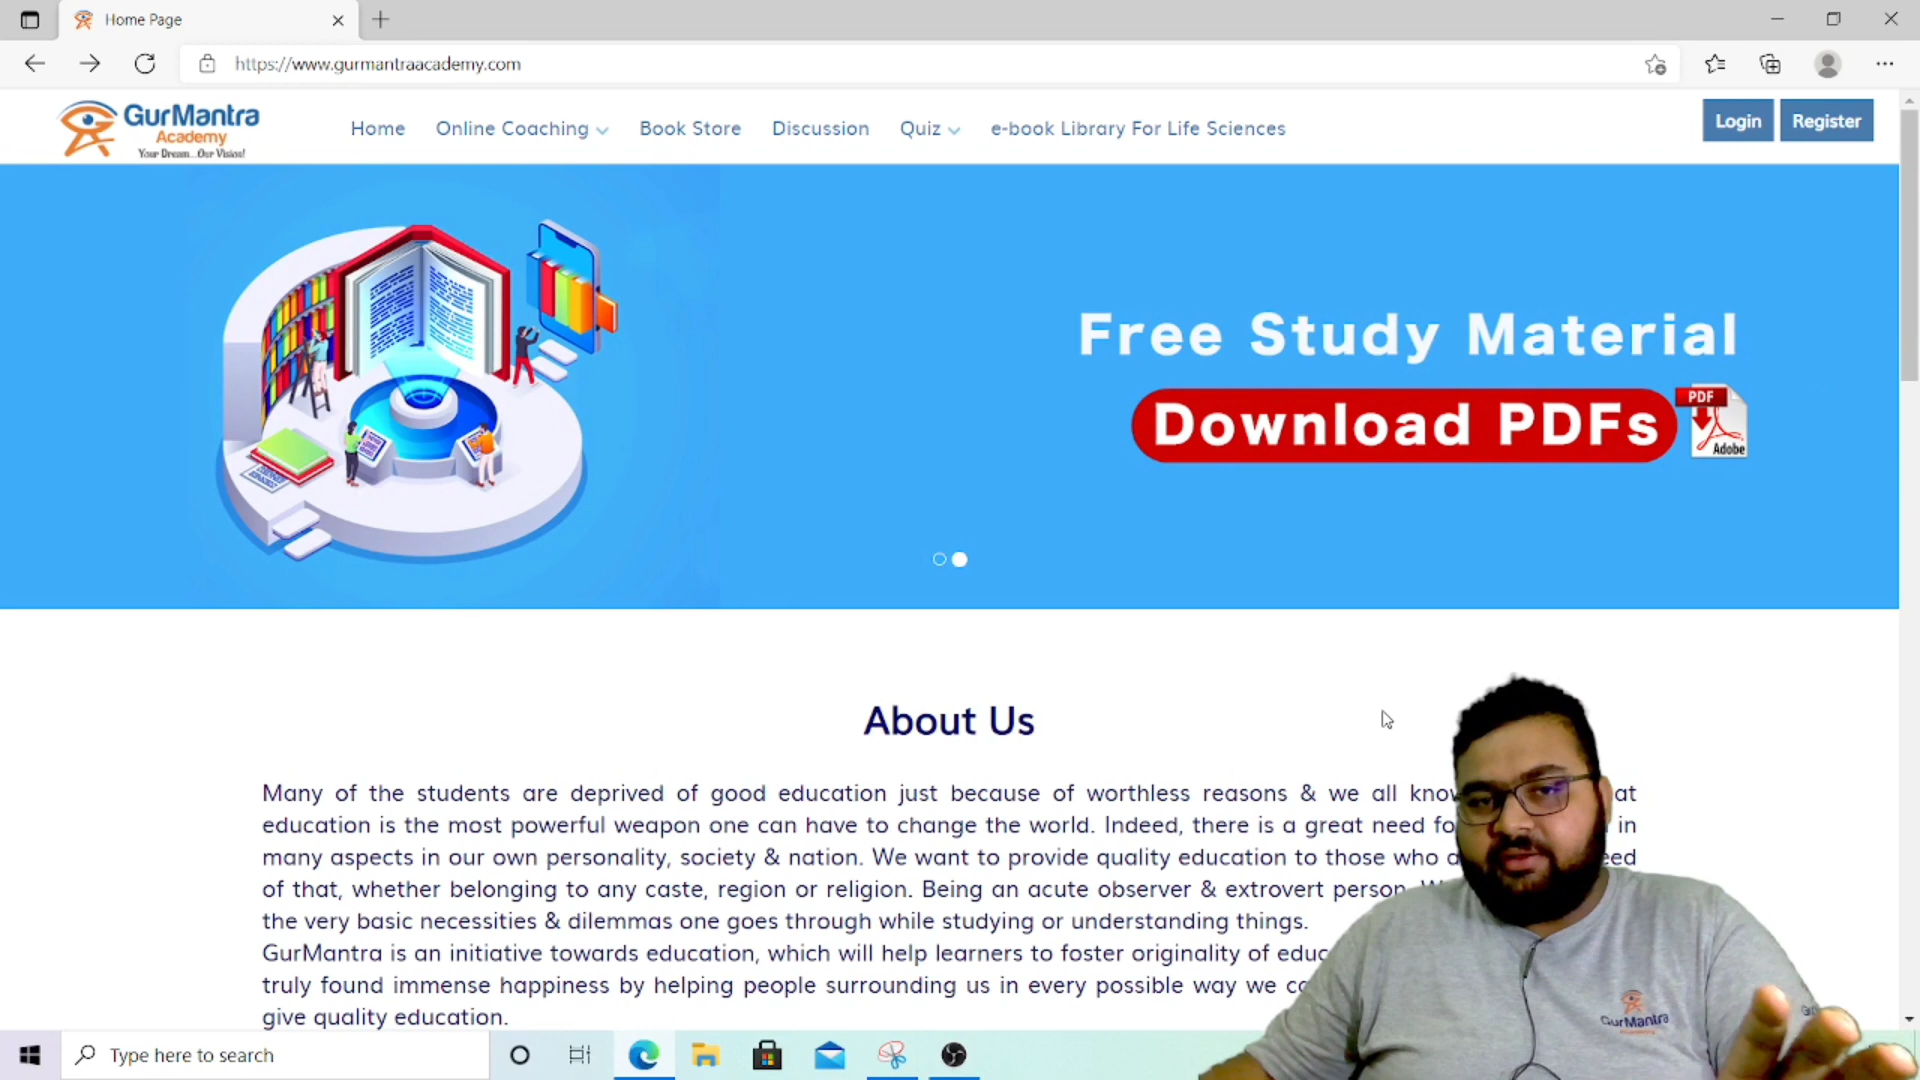 Home Page
https://www.gurmantraacademy.com
GurMantra
Academy
Your Dream...Our Vision!
Home Online Coaching Book Store Discussion Quiz e-book Library For Life Sciences
Login Register
Free Study Material
Download PDFs
PDF
Adobe
About Us
Many of the students are deprived of good education just because of worthless reasons & we all at
education is the most powerful weapon one can have to change the world. Indeed, there is a great need in
many aspects in our own personality, society & nation. We want to provide quality education to those who
of that, whether belonging to any caste, region or religion. Being an acute observer & extrovert person.
the very basic necessities & dilemmas one goes through while studying or understanding things.
GurMantra is an initiative towards education, which will help learners to foster originality of
truly found immense happiness by helping people surrounding us in every possible way we
give quality education.
GurMantra
Type here to search